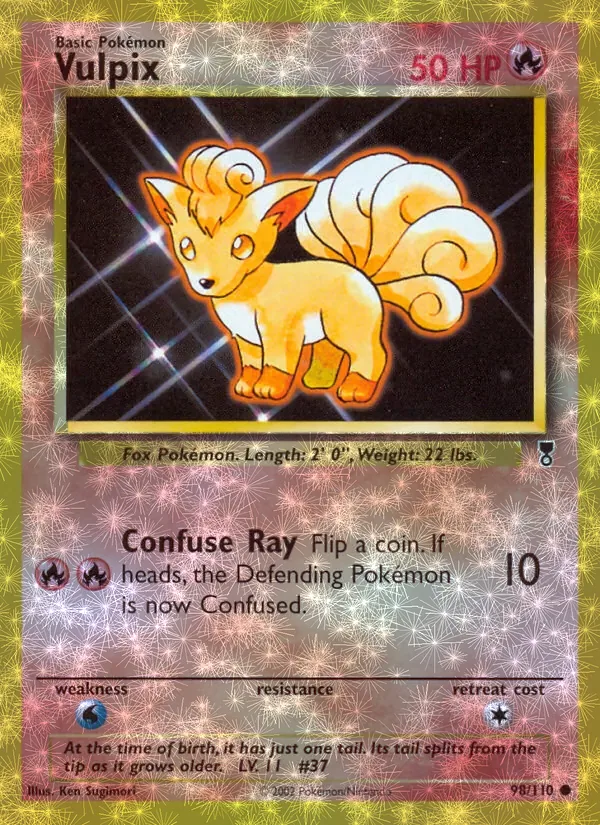 Basic Pokémon
Vulpix
50 HP
Fox Pokémon. Length: 2' 0", Weight: 22 lbs.
Confuse Ray Flip a coin. If
heads, the Defending Pokémon
is now Confused.
10
weakness resistance retreat cost
At the time of birth, it has just one tail. Its tail splits from the
tip as it grows older. LV. 11 #37
Illus. Ken Sugimori © 2002 Pokémon/Nintendo 98/110